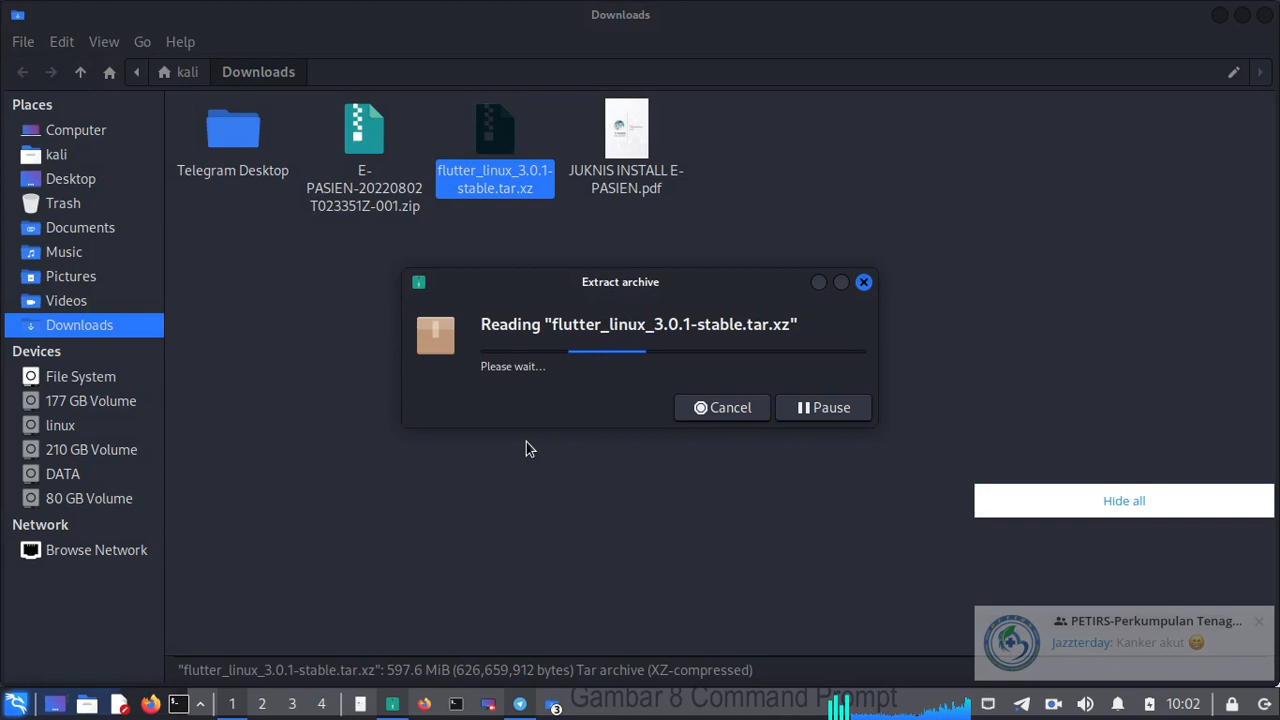 Downloads
File Edit View Go Help
kali Downloads
Places
Computer
kali
Desktop
Trash
Documents
Music
Pictures
Videos
Downloads
Devices
File System
177 GB Volume
linux
210 GB Volume
DATA
80 GB Volume
Network
Browse Network
Telegram Desktop
E-
PASIEN-20220802
T023351Z-001.zip
flutter_linux_3.0.1-
stable.tar.xz
JUKNIS INSTALL E-
PASIEN.pdf
Extract archive
Reading "flutter_linux_3.0.1-stable.tar.xz"
Please wait...
Cancel Pause
Hide all
PETIRS-Perkumpulan Tenag...
Jazzterday: Kanker akut 😁
"flutter_linux_3.0.1-stable.tar.xz": 597.6 MiB (626,659,912 bytes) Tar archive (XZ-compressed)
1 2 3 4 3 Gambar 8 Command Prompt 10:02